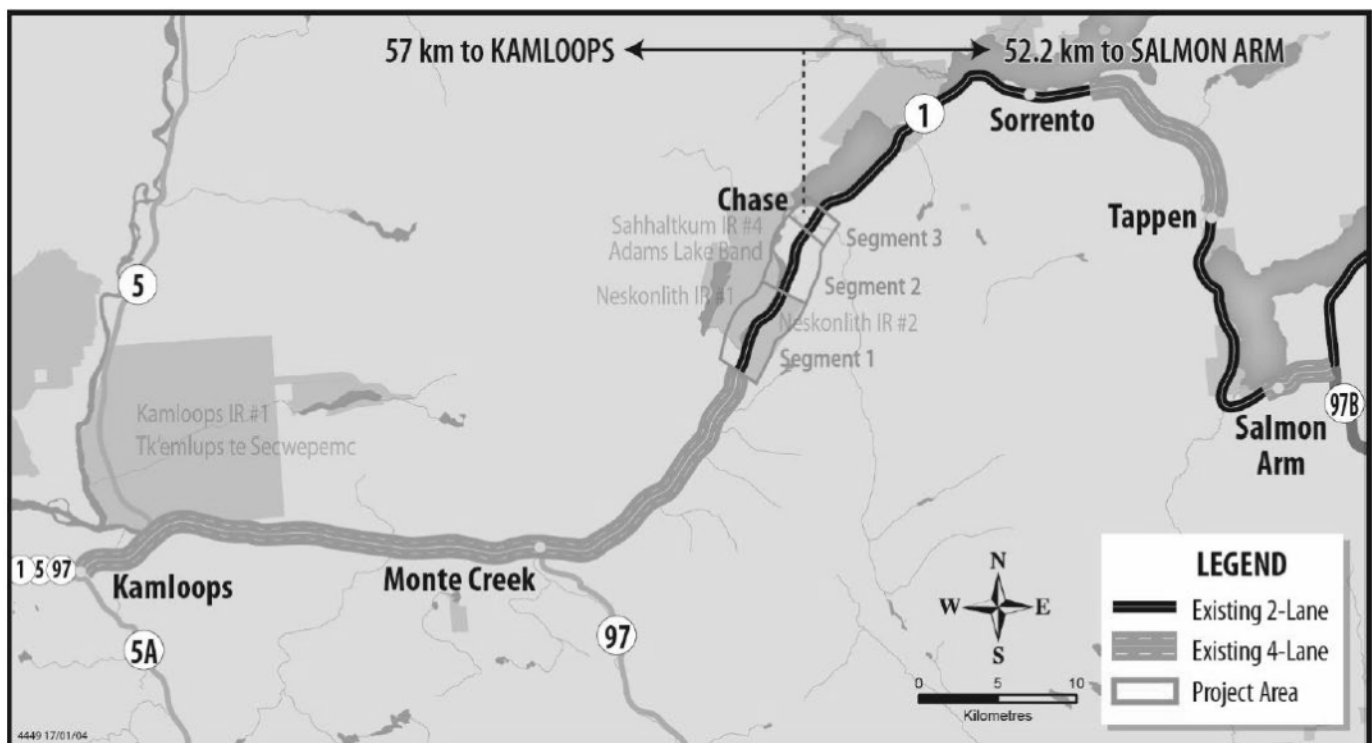 57 km to KAMLOOPS
52.2 km to SALMON ARM
1
Sorrento
Chase
Sahhaltkum IR #4
Adams Lake Band
Segment 3
Tappen
5
Neskonlith IR #1
Segment 2
Neskonlith IR #2
Segment 1
Kamloops IR #1
Tk'emlups te Secwepemc
97B
Salmon
Arm
1 5 97
Kamloops
Monte Creek
5A
97
N
W E
S
0 5 10
Kilometres
LEGEND
Existing 2-Lane
Existing 4-Lane
Project Area
4449 17/01/04